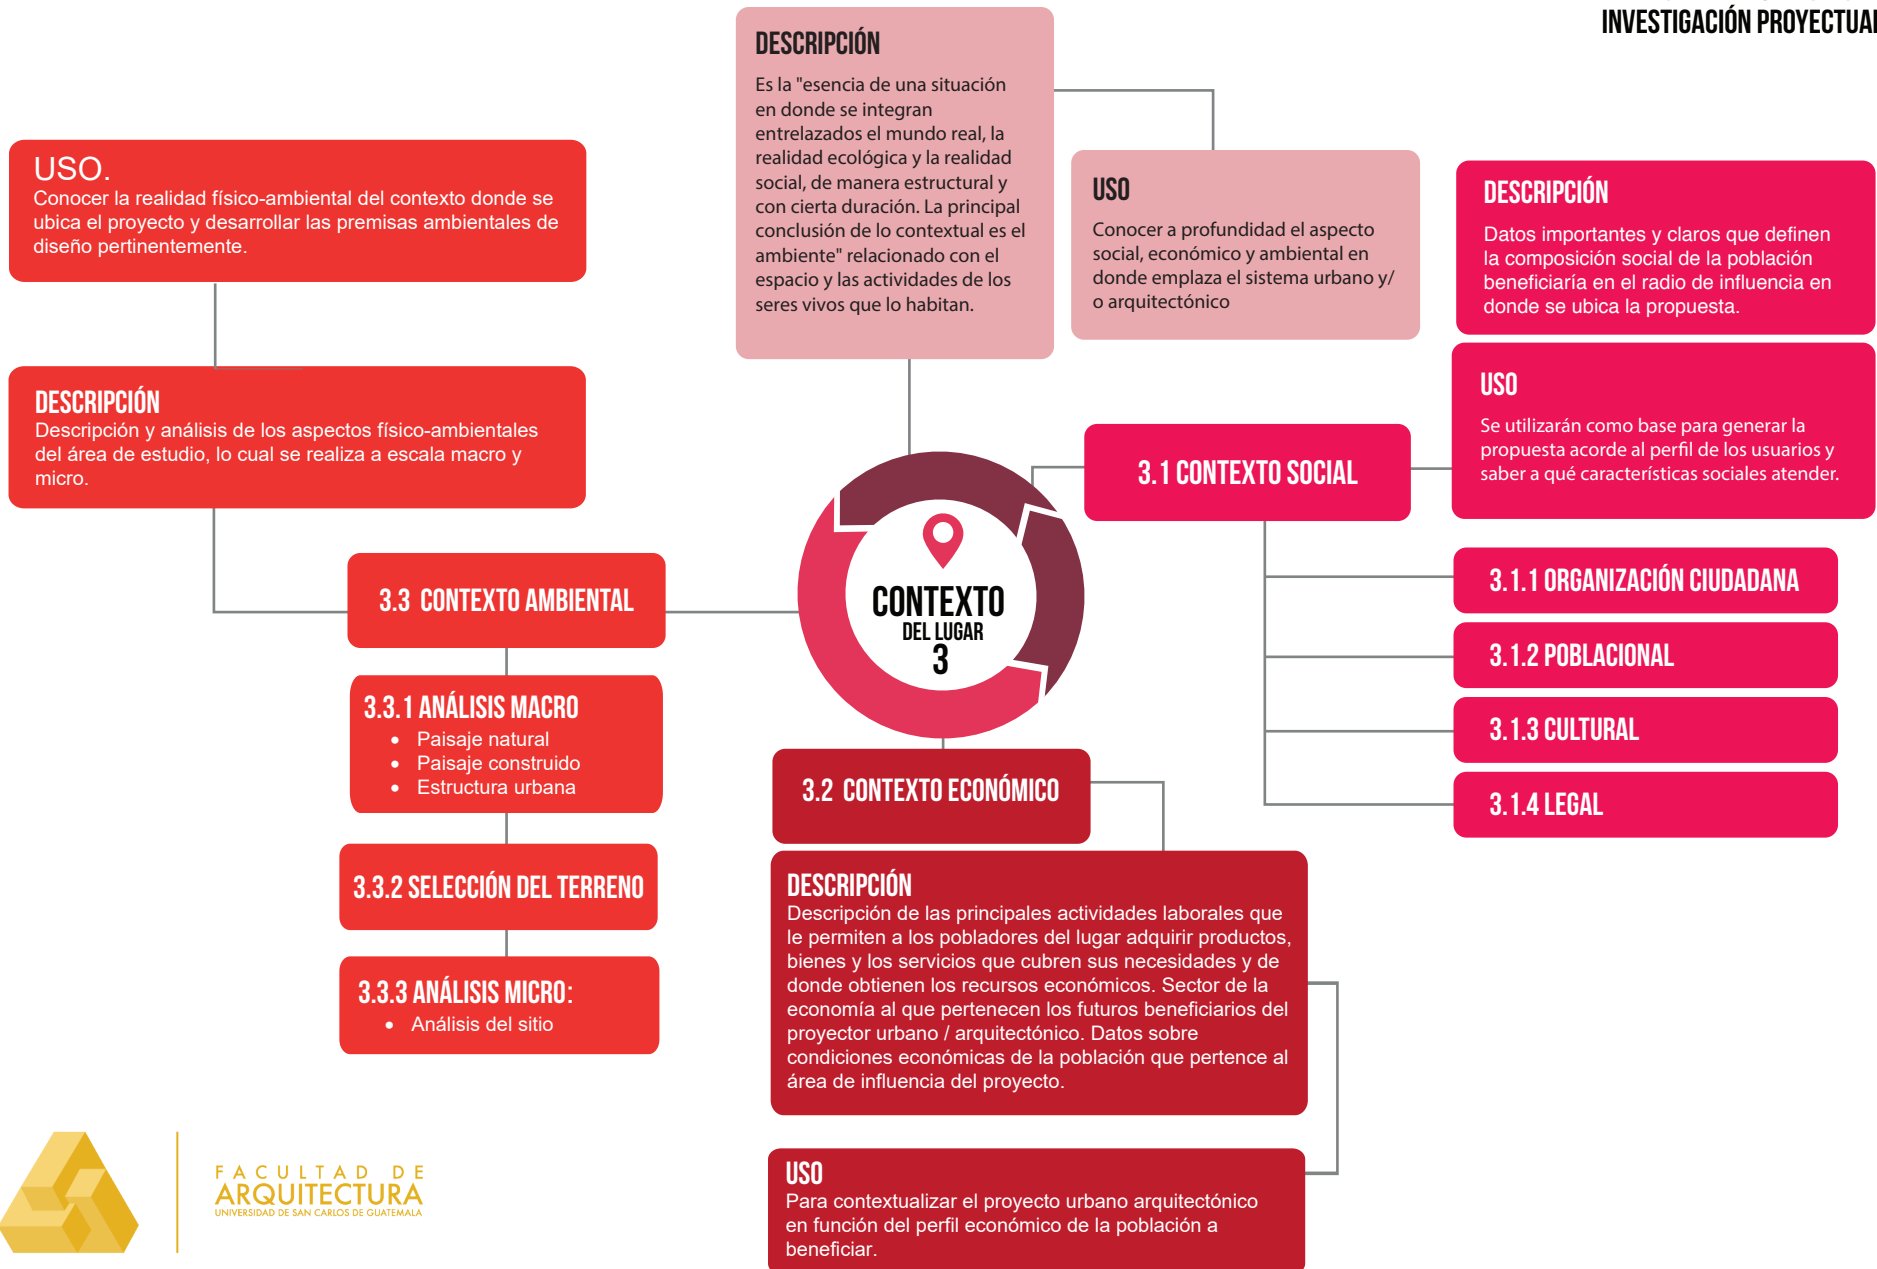 INVESTIGACIÓN PROYECTUAL
DESCRIPCIÓN
Es la "esencia de una situación
en donde se integran
entrelazados el mundo real, la
realidad ecológica y la realidad
social, de manera estructural y
con cierta duración. La principal
conclusión de lo contextual es el
ambiente" relacionado con el
espacio y las actividades de los
seres vivos que lo habitan.
USO
Conocer a profundidad el aspecto
social, económico y ambiental en
donde emplaza el sistema urbano y/
o arquitectónico
USO.
Conocer la realidad físico-ambiental del contexto donde se
ubica el proyecto y desarrollar las premisas ambientales de
diseño pertinentemente.
DESCRIPCIÓN
Descripción y análisis de los aspectos físico-ambientales
del área de estudio, lo cual se realiza a escala macro y
micro.
DESCRIPCIÓN
Datos importantes y claros que definen
la composición social de la población
beneficiaría en el radio de influencia en
donde se ubica la propuesta.
USO
Se utilizarán como base para generar la
propuesta acorde al perfil de los usuarios y
saber a qué características sociales atender.
3.1 CONTEXTO SOCIAL
3.1.1 ORGANIZACIÓN CIUDADANA
3.1.2 POBLACIONAL
3.1.3 CULTURAL
3.1.4 LEGAL
CONTEXTO
DEL LUGAR
3
3.3 CONTEXTO AMBIENTAL
3.3.1 ANÁLISIS MACRO
• Paisaje natural
• Paisaje construido
• Estructura urbana
3.3.2 SELECCIÓN DEL TERRENO
3.3.3 ANÁLISIS MICRO:
• Análisis del sitio
3.2 CONTEXTO ECONÓMICO
DESCRIPCIÓN
Descripción de las principales actividades laborales que
le permiten a los pobladores del lugar adquirir productos,
bienes y los servicios que cubren sus necesidades y de
donde obtienen los recursos económicos. Sector de la
economía al que pertenecen los futuros beneficiarios del
proyector urbano / arquitectónico. Datos sobre
condiciones económicas de la población que pertence al
área de influencia del proyecto.
USO
Para contextualizar el proyecto urbano arquitectónico
en función del perfil económico de la población a
beneficiar.
FACULTAD DE
ARQUITECTURA
UNIVERSIDAD DE SAN CARLOS DE GUATEMALA